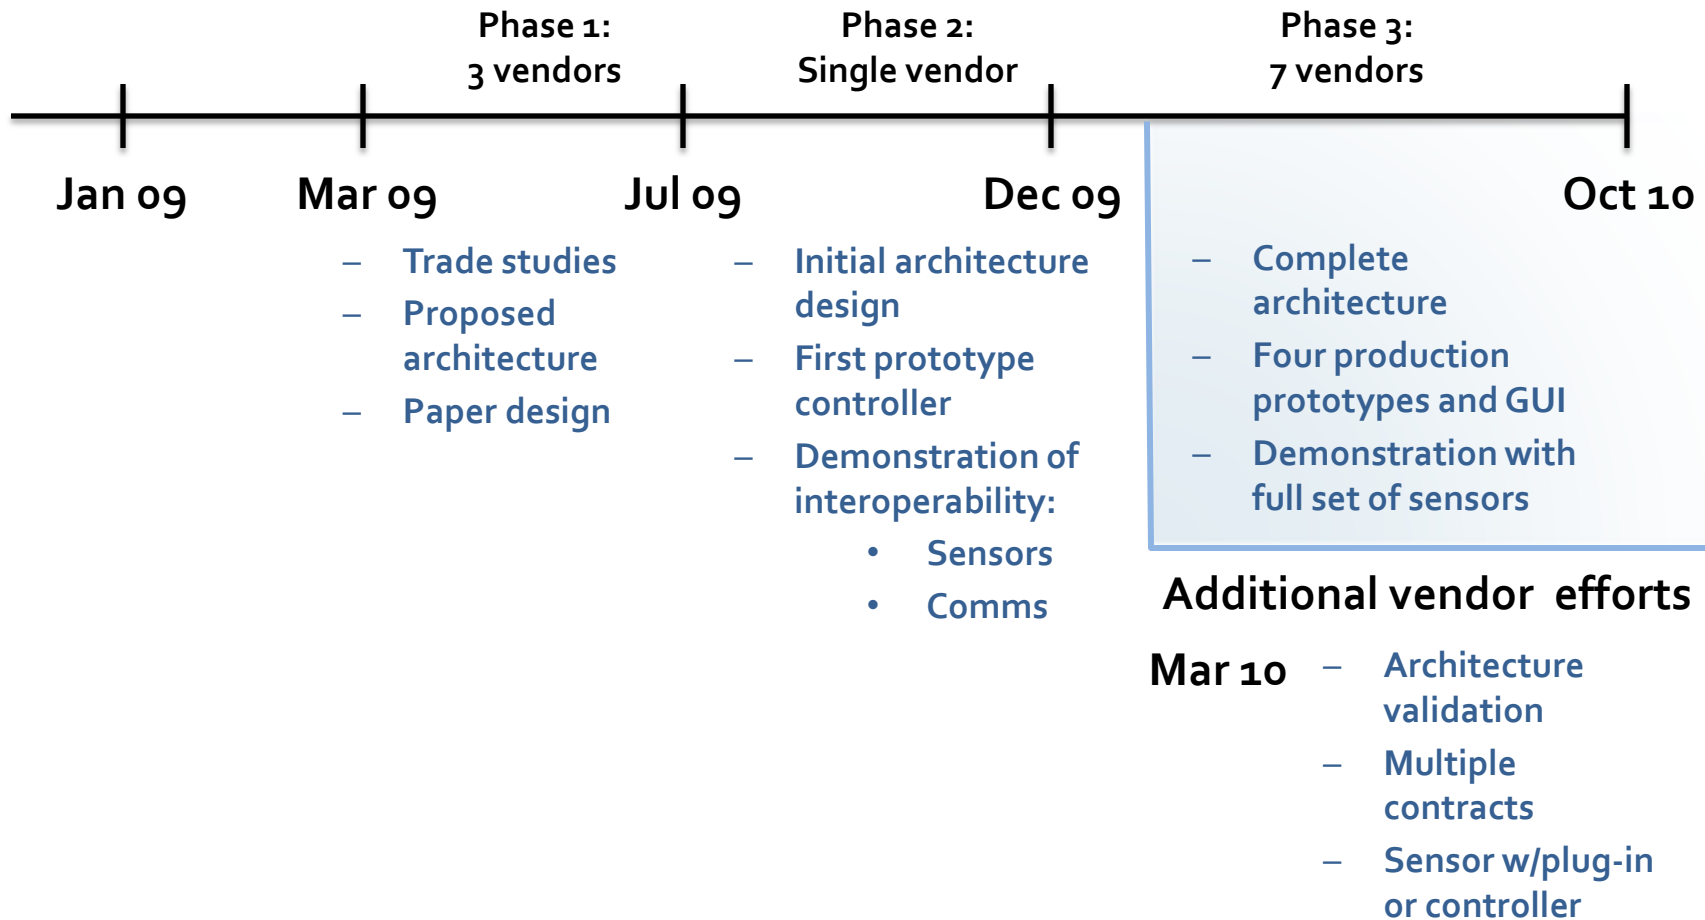 Phase 1:
3 vendors
Phase 2:
Single vendor
Phase 3:
7 vendors
Jan 09
Mar 09
Jul 09
Dec 09
Oct 10
– Trade studies
– Proposed
architecture
– Paper design
– Initial architecture
design
– First prototype
controller
– Demonstration of
interoperability:
• Sensors
• Comms
– Complete
architecture
– Four production
prototypes and GUI
– Demonstration with
full set of sensors
Additional vendor efforts
Mar 10
– Architecture
validation
– Multiple
contracts
– Sensor w/plug-in
or controller